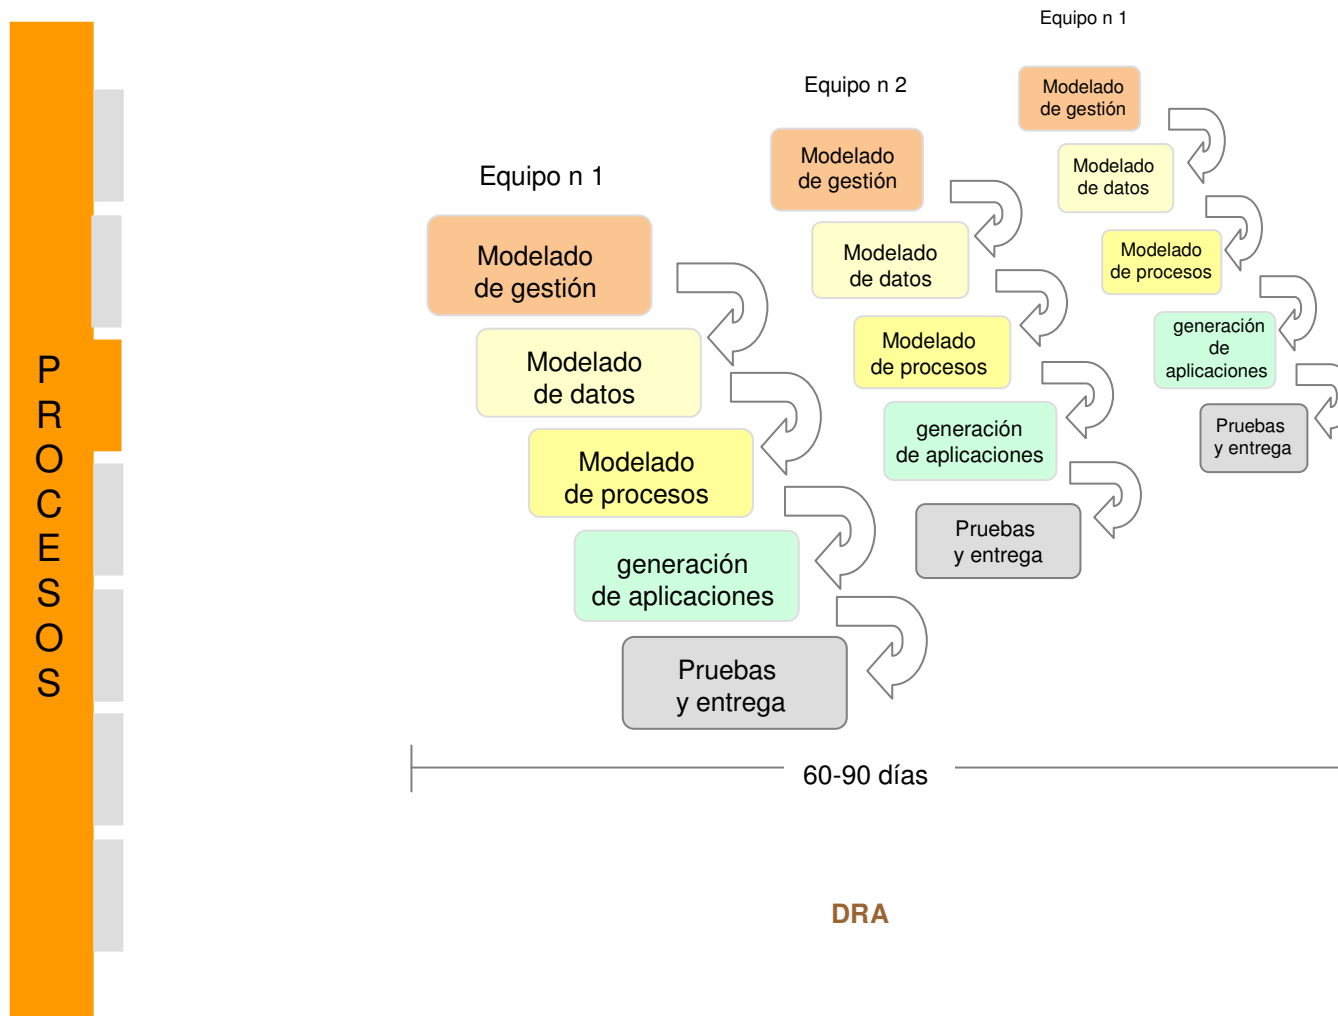 P
R
O
C
E
S
O
S
Equipo n 1
Modelado
de gestión
Modelado
de datos
Modelado
de procesos
generación
de aplicaciones
Pruebas
y entrega
Equipo n 2
Modelado
de gestión
Modelado
de datos
Modelado
de procesos
generación
de aplicaciones
Pruebas
y entrega
Equipo n 1
Modelado
de gestión
Modelado
de datos
Modelado
de procesos
generación
de
aplicaciones
Pruebas
y entrega
60-90 días
DRA